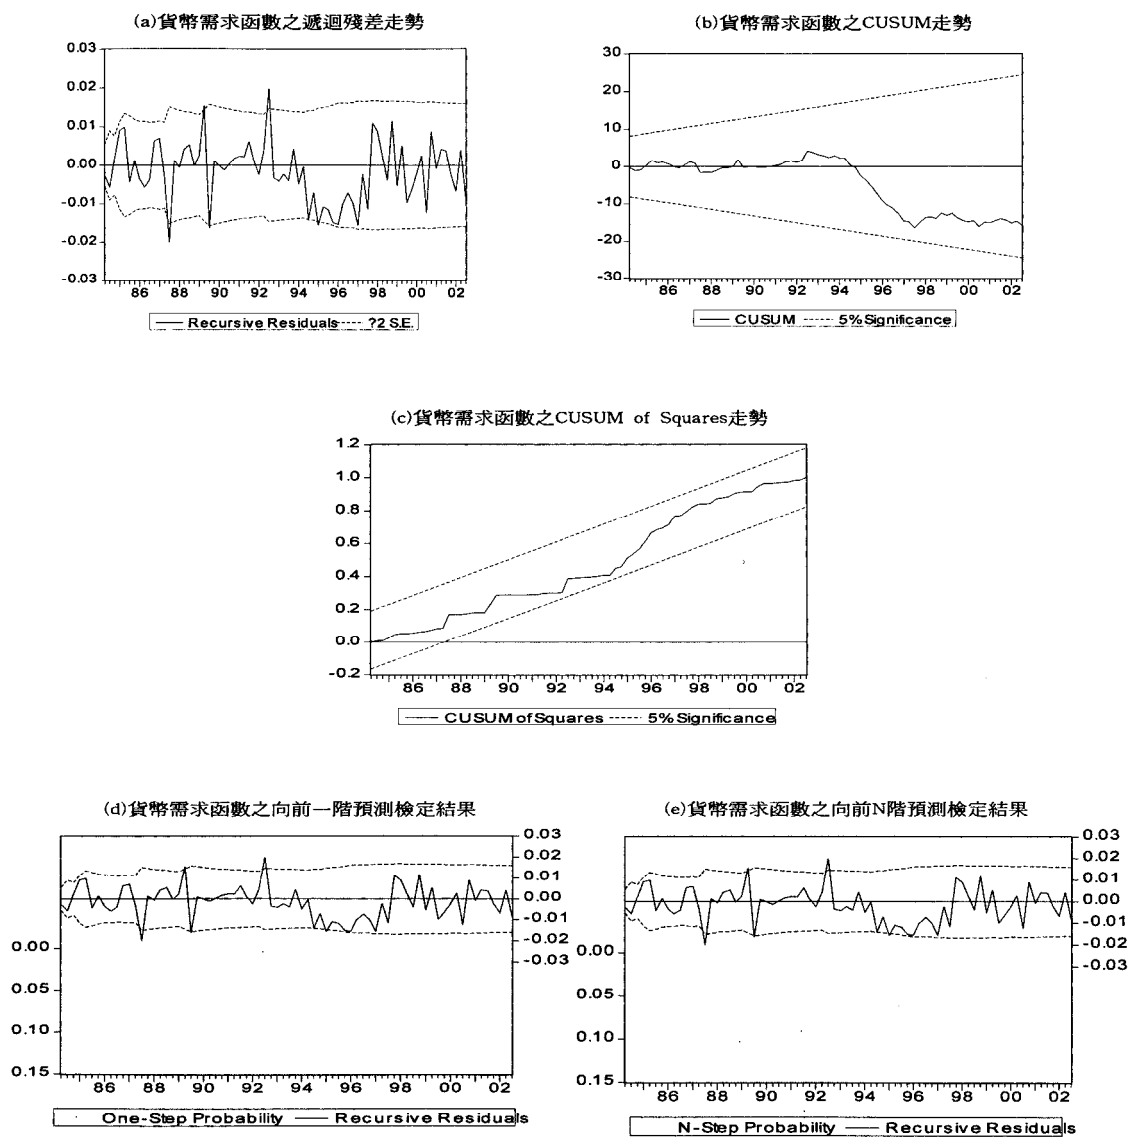 (a)貨幣需求函數之遞迴殘差走勢
0.03
0.02
0.01
0.00
-0.01
-0.02
-0.03
86 88 90 92 94 96 98 00 02
Recursive Residuals ?2 S.E.
(b)貨幣需求函數之CUSUM走勢
30
20
10
0
-10
-20
-30
86 88 90 92 94 96 98 00 02
CUSUM 5% Significance
(c)貨幣需求函數之CUSUM of Squares走勢
1.2
1.0
0.8
0.6
0.4
0.2
0.0
-0.2
86 88 90 92 94 96 98 00 02
CUSUM of Squares 5% Significance
(d)貨幣需求函數之向前一階預測檢定結果
0.03
0.02
0.01
0.00
-0.01
-0.02
-0.03
0.00
0.05
0.10
0.15
86 88 90 92 94 96 98 00 02
One-Step Probability Recursive Residuals
(e)貨幣需求函數之向前N階預測檢定結果
0.03
0.02
0.01
0.00
-0.01
-0.02
-0.03
0.00
0.05
0.10
0.15
86 88 90 92 94 96 98 00 02
N-Step Probability Recursive Residuals